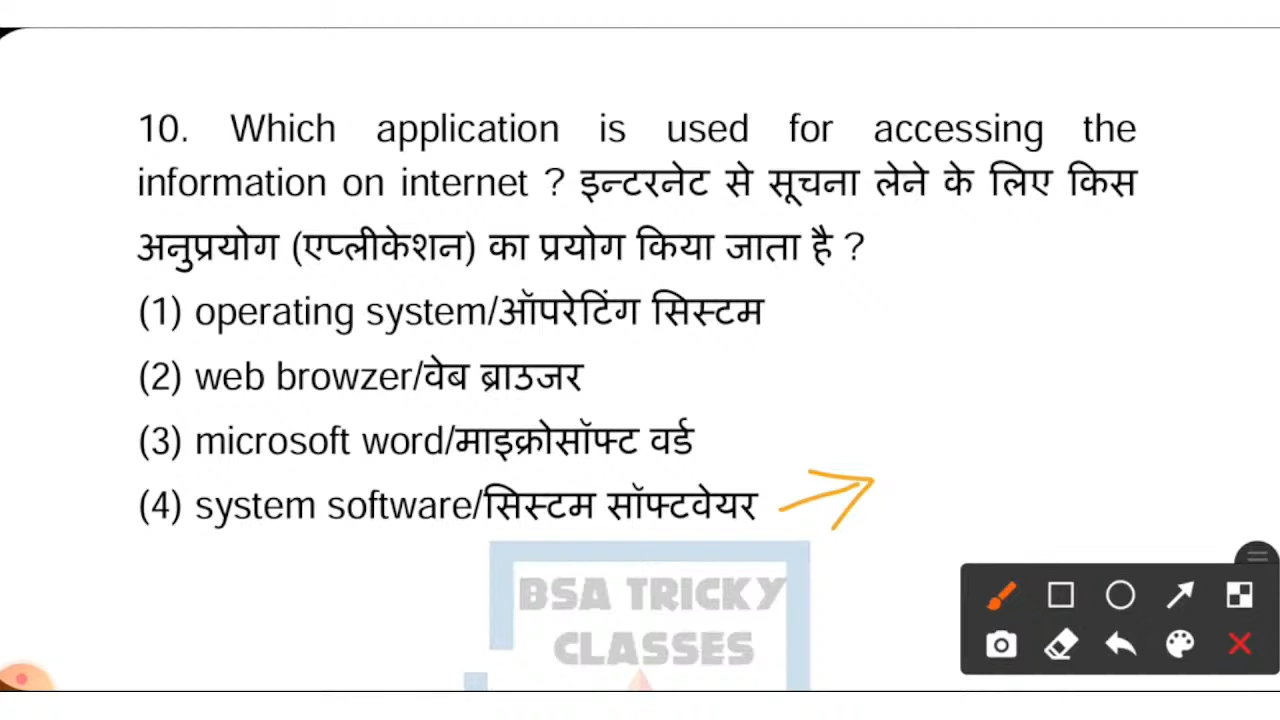 10. Which application is used for accessing the
information on internet ? इन्टरनेट से सूचना लेने के लिए किस
अनुप्रयोग (एप्लीकेशन) का प्रयोग किया जाता है ?
(1) operating system/ऑपरेटिंग सिस्टम
(2) web browzer/वेब ब्राउजर
(3) microsoft word/माइक्रोसॉफ्ट वर्ड
(4) system software/सिस्टम सॉफ्टवेयर
BSA TRICKY
CLASSES